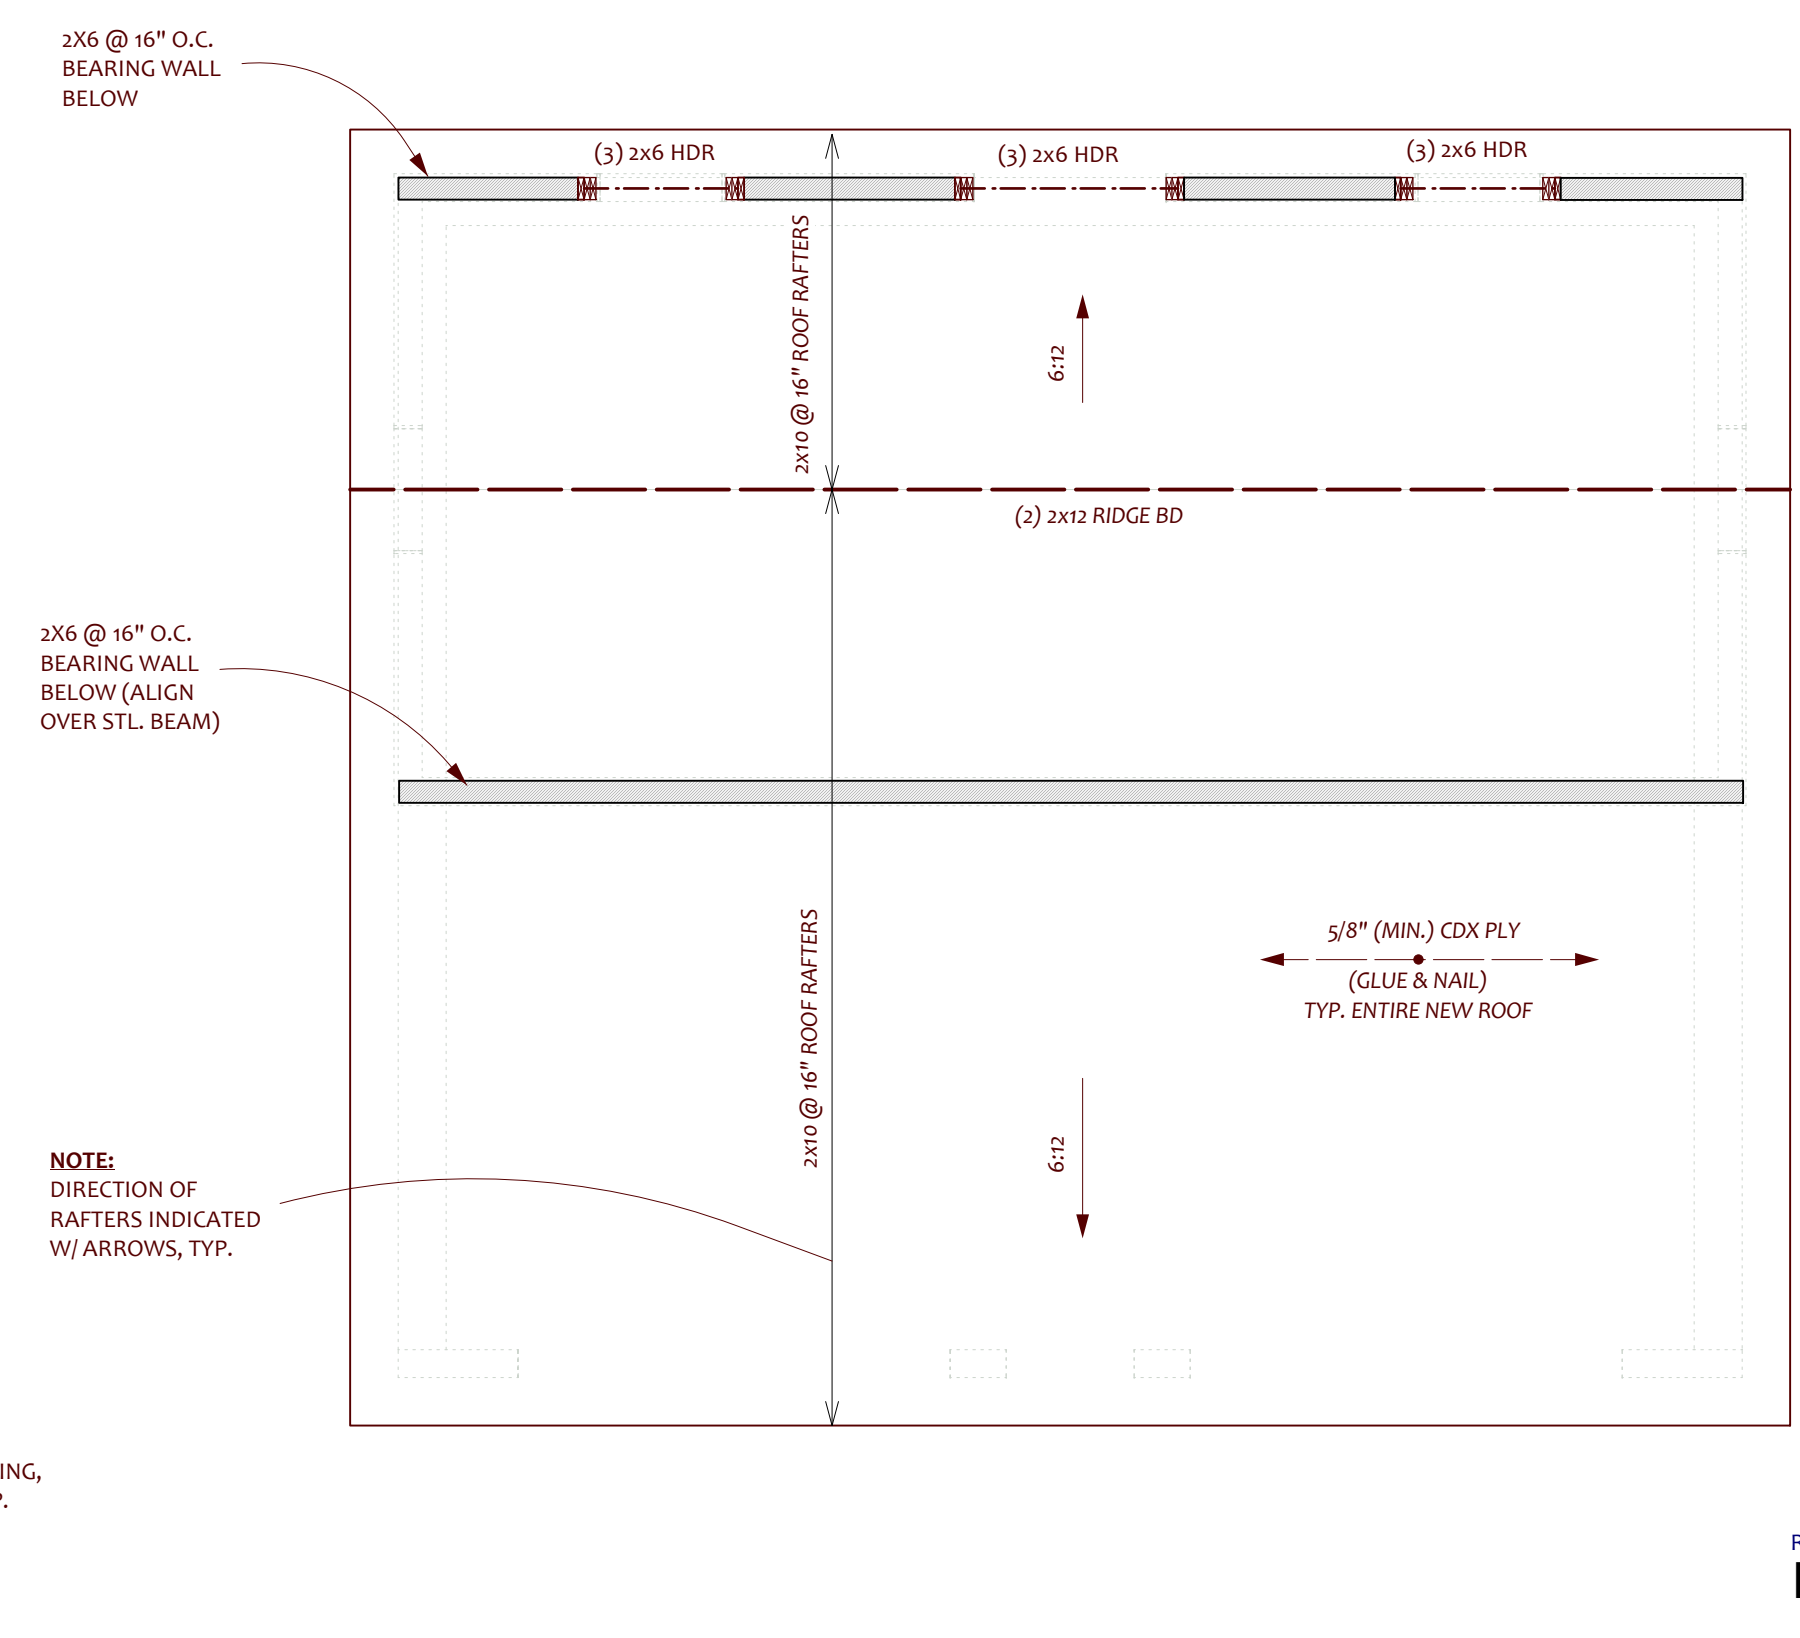 2X6 @ 16" O.C.
BEARING WALL
BELOW
(3) 2x6 HDR
(3) 2x6 HDR
(3) 2x6 HDR
2x10 @ 16" ROOF RAFTERS
6:12
(2) 2x12 RIDGE BD
2X6 @ 16" O.C.
BEARING WALL
BELOW (ALIGN
OVER STL. BEAM)
2x10 @ 16" ROOF RAFTERS
5/8" (MIN.) CDX PLY
(GLUE & NAIL)
TYP. ENTIRE NEW ROOF
6:12
NOTE:
DIRECTION OF
RAFTERS INDICATED
W/ ARROWS, TYP.
ING,